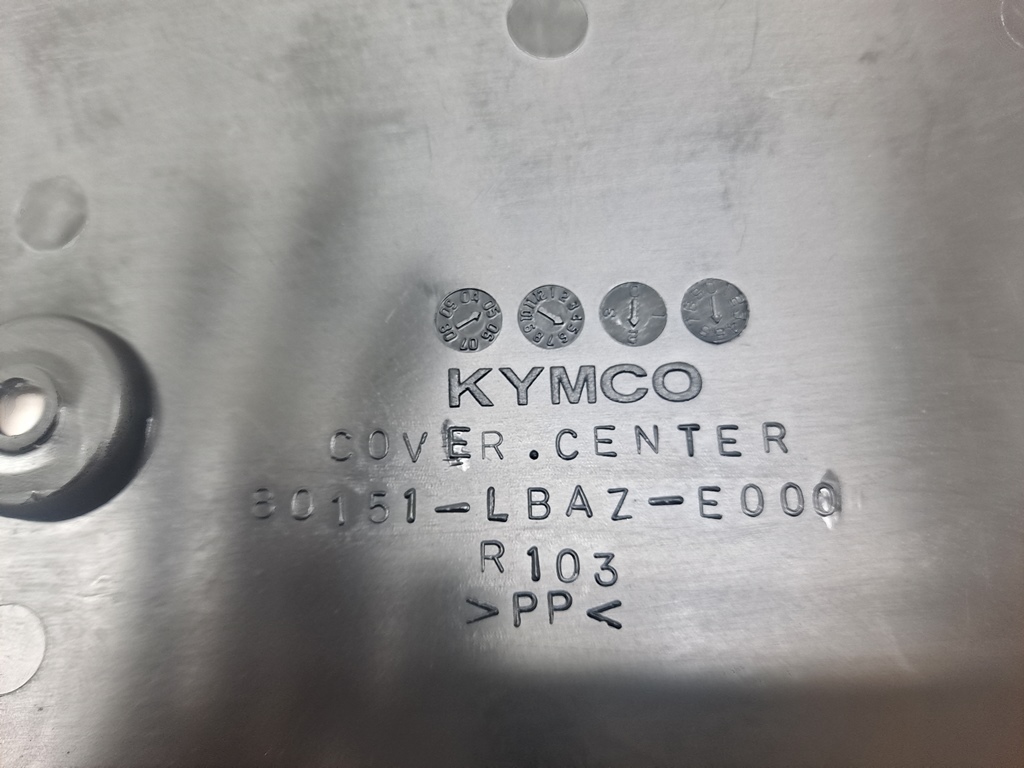 KYMCO
COVER.CENTER
80151-LBAZ-E000
R103
>PP<